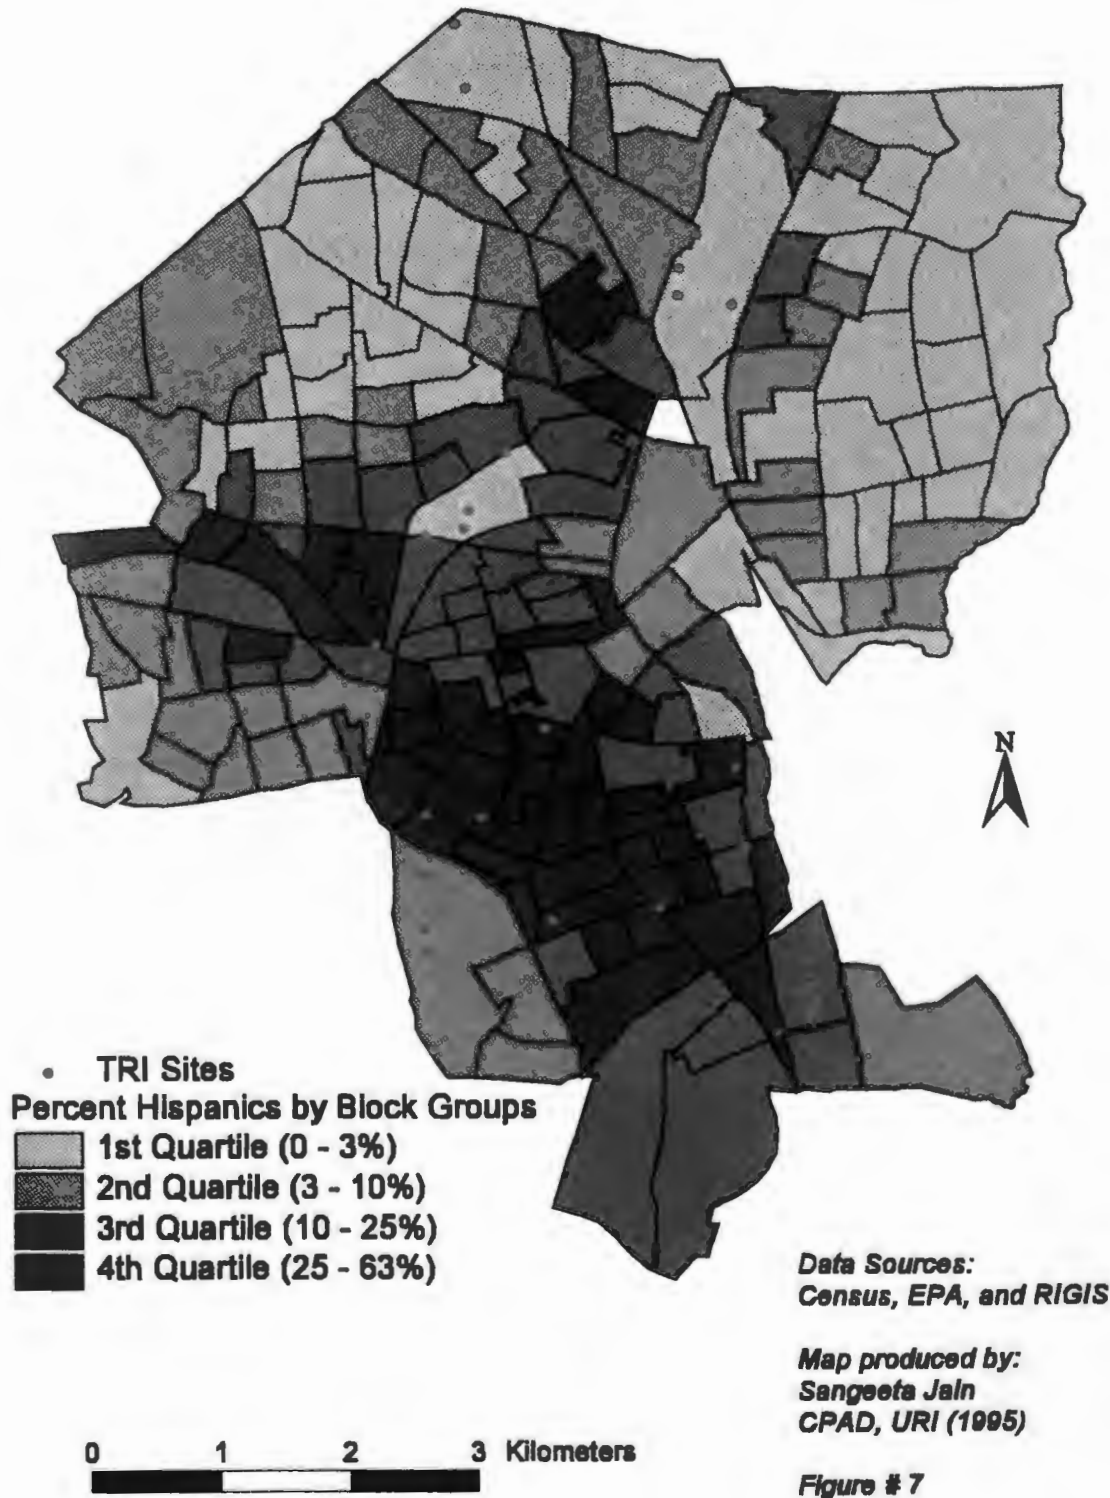 N
TRI Sites
Percent Hispanics by Block Groups
1st Quartile (0 - 3%)
2nd Quartile (3 - 10%)
3rd Quartile (10 - 25%)
4th Quartile (25 - 63%)
Data Sources:
Census, EPA, and RIGIS
Map produced by:
Sangeeta Jain
CPAD, URI (1995)
0 1 2 3 Kilometers
Figure # 7